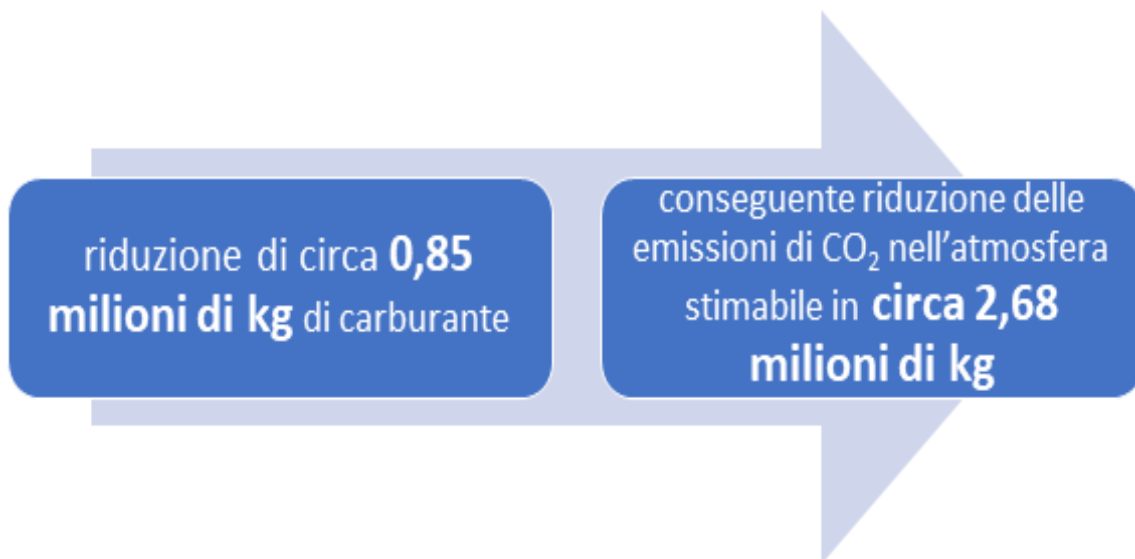 riduzione di circa 0,85
milioni di kg di carburante
conseguente riduzione delle
emissioni di CO₂ nell'atmosfera
stimabile in circa 2,68
milioni di kg